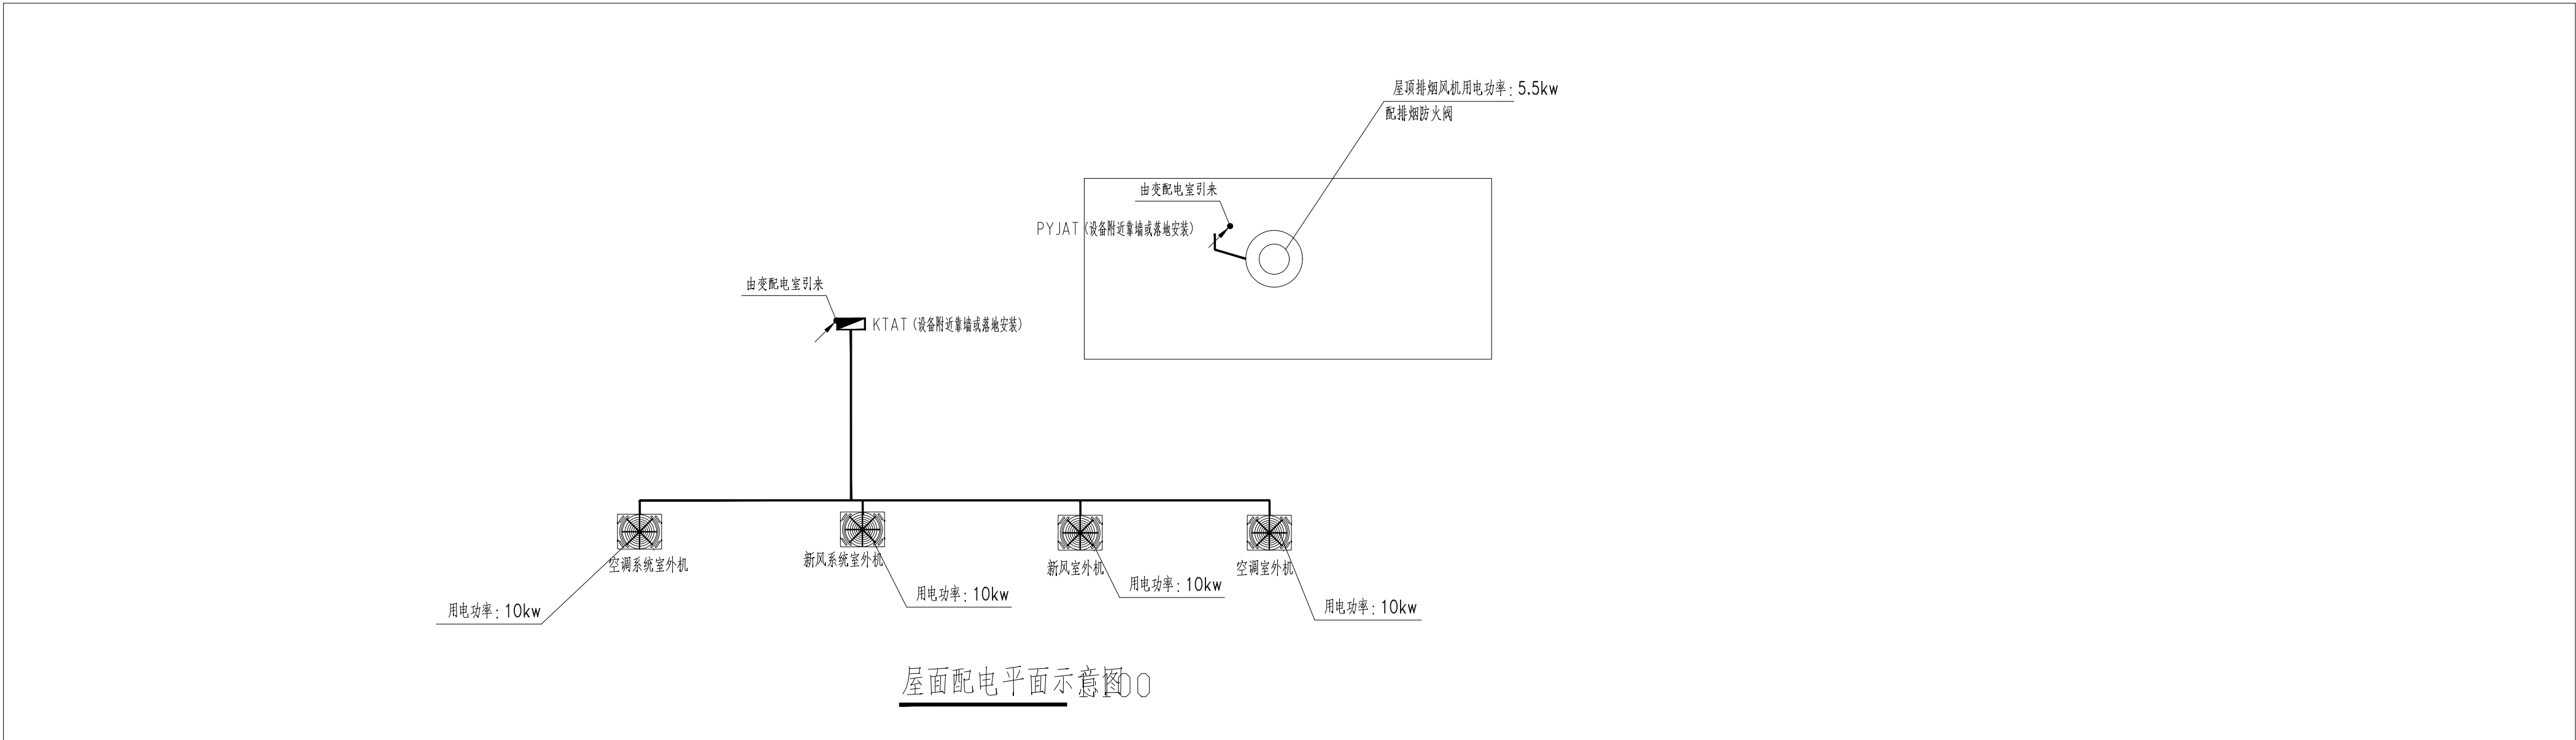 屋顶排烟风机用电功率: 5.5kw
配排烟防火阀
由变配电室引来
PYJAT (设备附近靠墙或落地安装)
由变配电室引来
KTAT (设备附近靠墙或落地安装)
空调系统室外机
新风系统室外机
新风室外机
空调室外机
用电功率: 10kw
用电功率: 10kw
用电功率: 10kw
用电功率: 10kw
屋面配电平面示意图 1:100